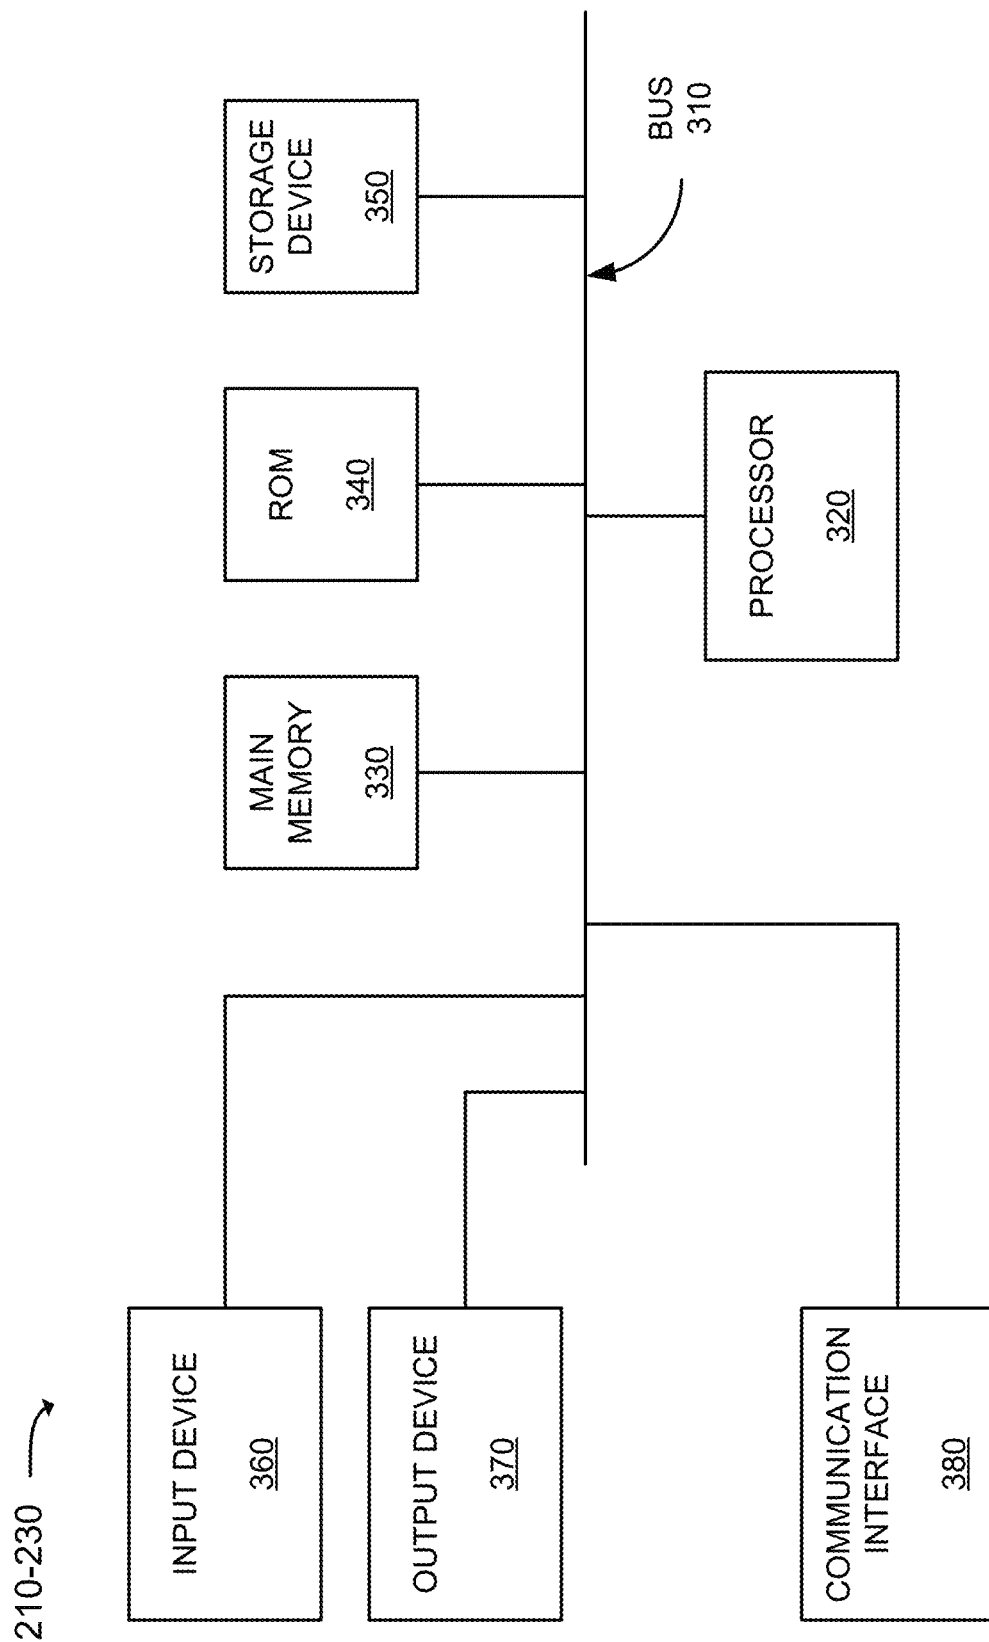 210-230
INPUT DEVICE
360
OUTPUT DEVICE
370
COMMUNICATION
INTERFACE
380
MAIN
MEMORY
330
ROM
340
STORAGE
DEVICE
350
PROCESSOR
320
BUS
310